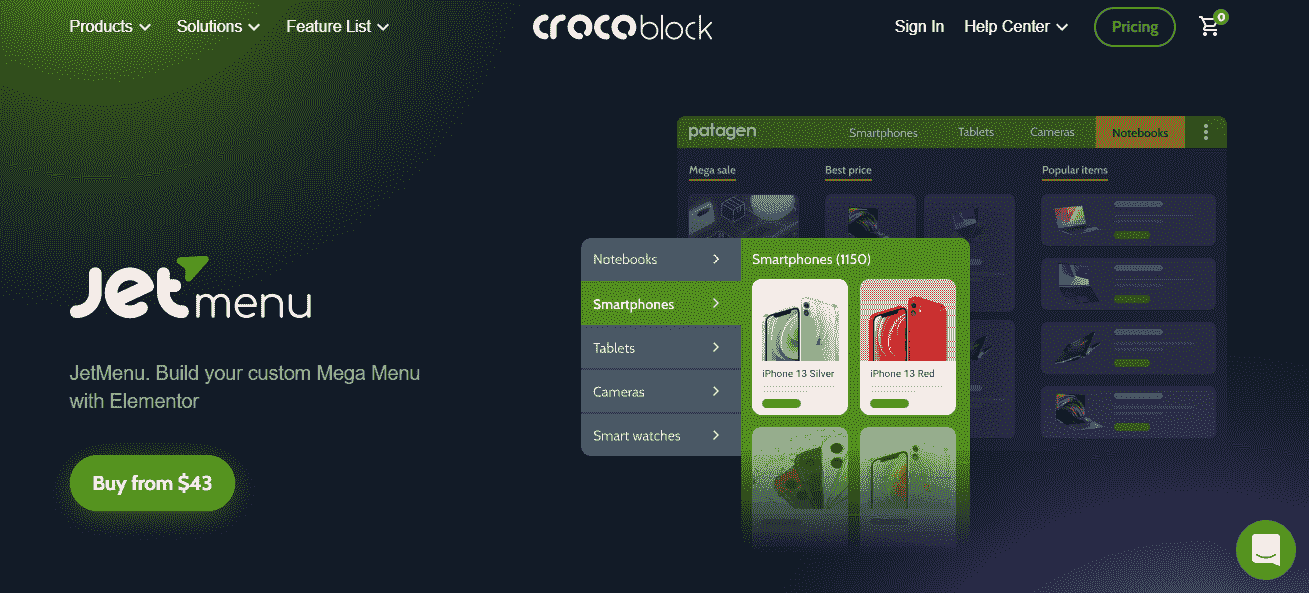 Products
Solutions
Feature List
crocoblock
Sign In
Help Center
Pricing
0
patagen
Smartphones
Tablets
Cameras
Notebooks
Mega sale
Best price
Popular items
Notebooks
Smartphones
Tablets
Cameras
Smart watches
Smartphones (1150)
iPhone 13 Silver
iPhone 13 Red
Jetmenu
JetMenu. Build your custom Mega Menu
with Elementor
Buy from $43